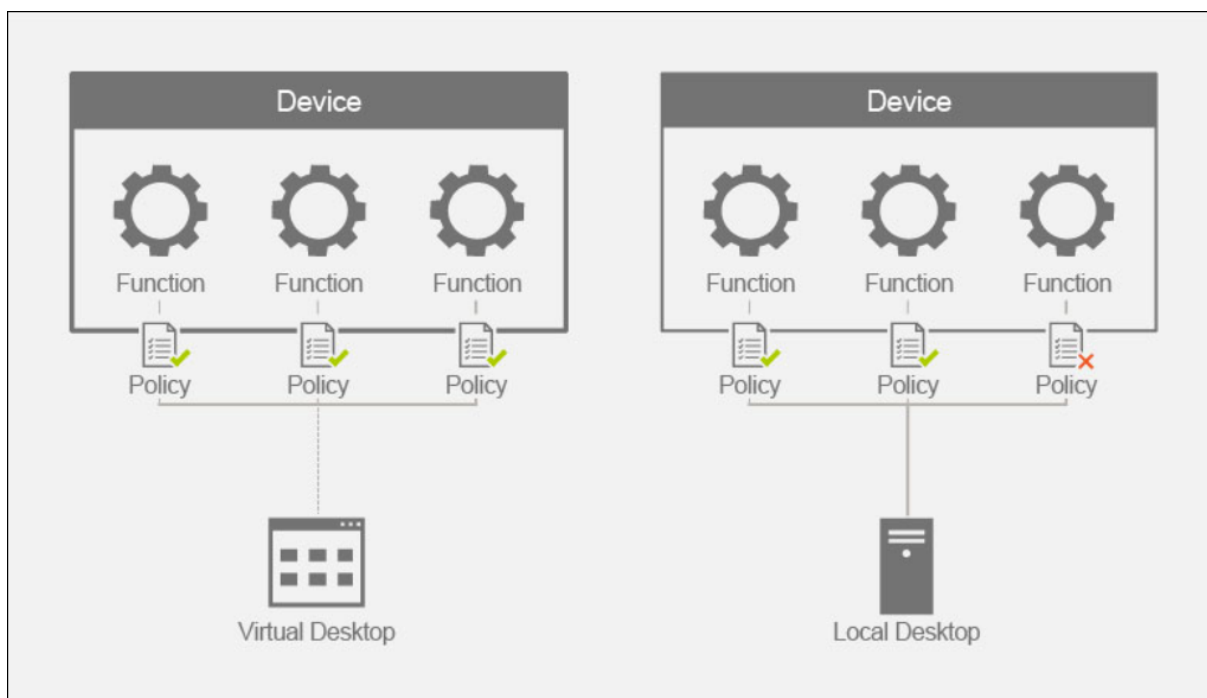 Device
Function Function Function
Policy Policy Policy
Virtual Desktop
Device
Function Function Function
Policy Policy Policy
Local Desktop